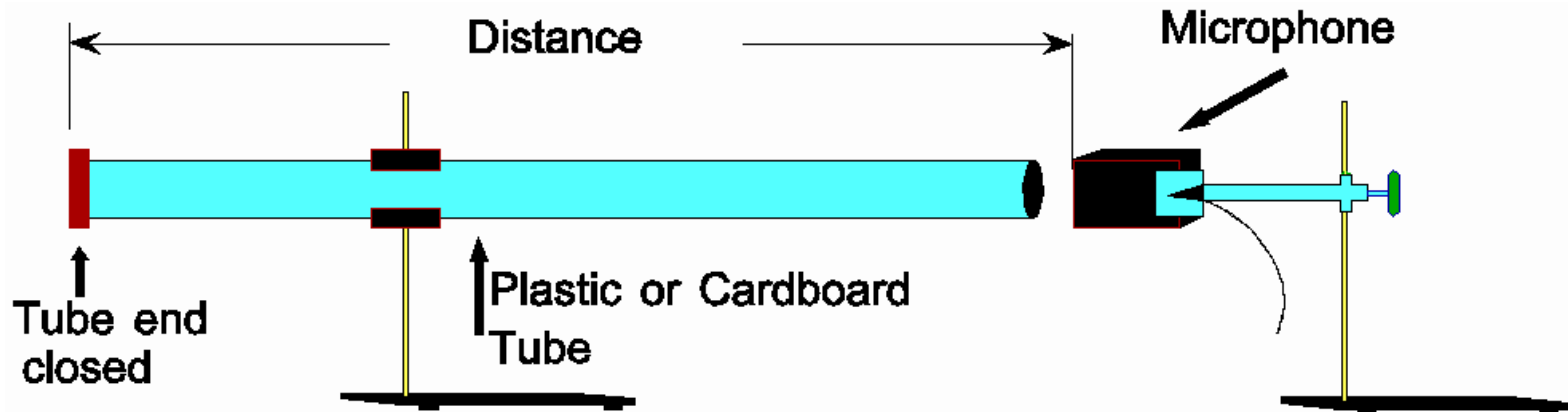 Distance
Microphone
Tube end
closed
Plastic or Cardboard
Tube